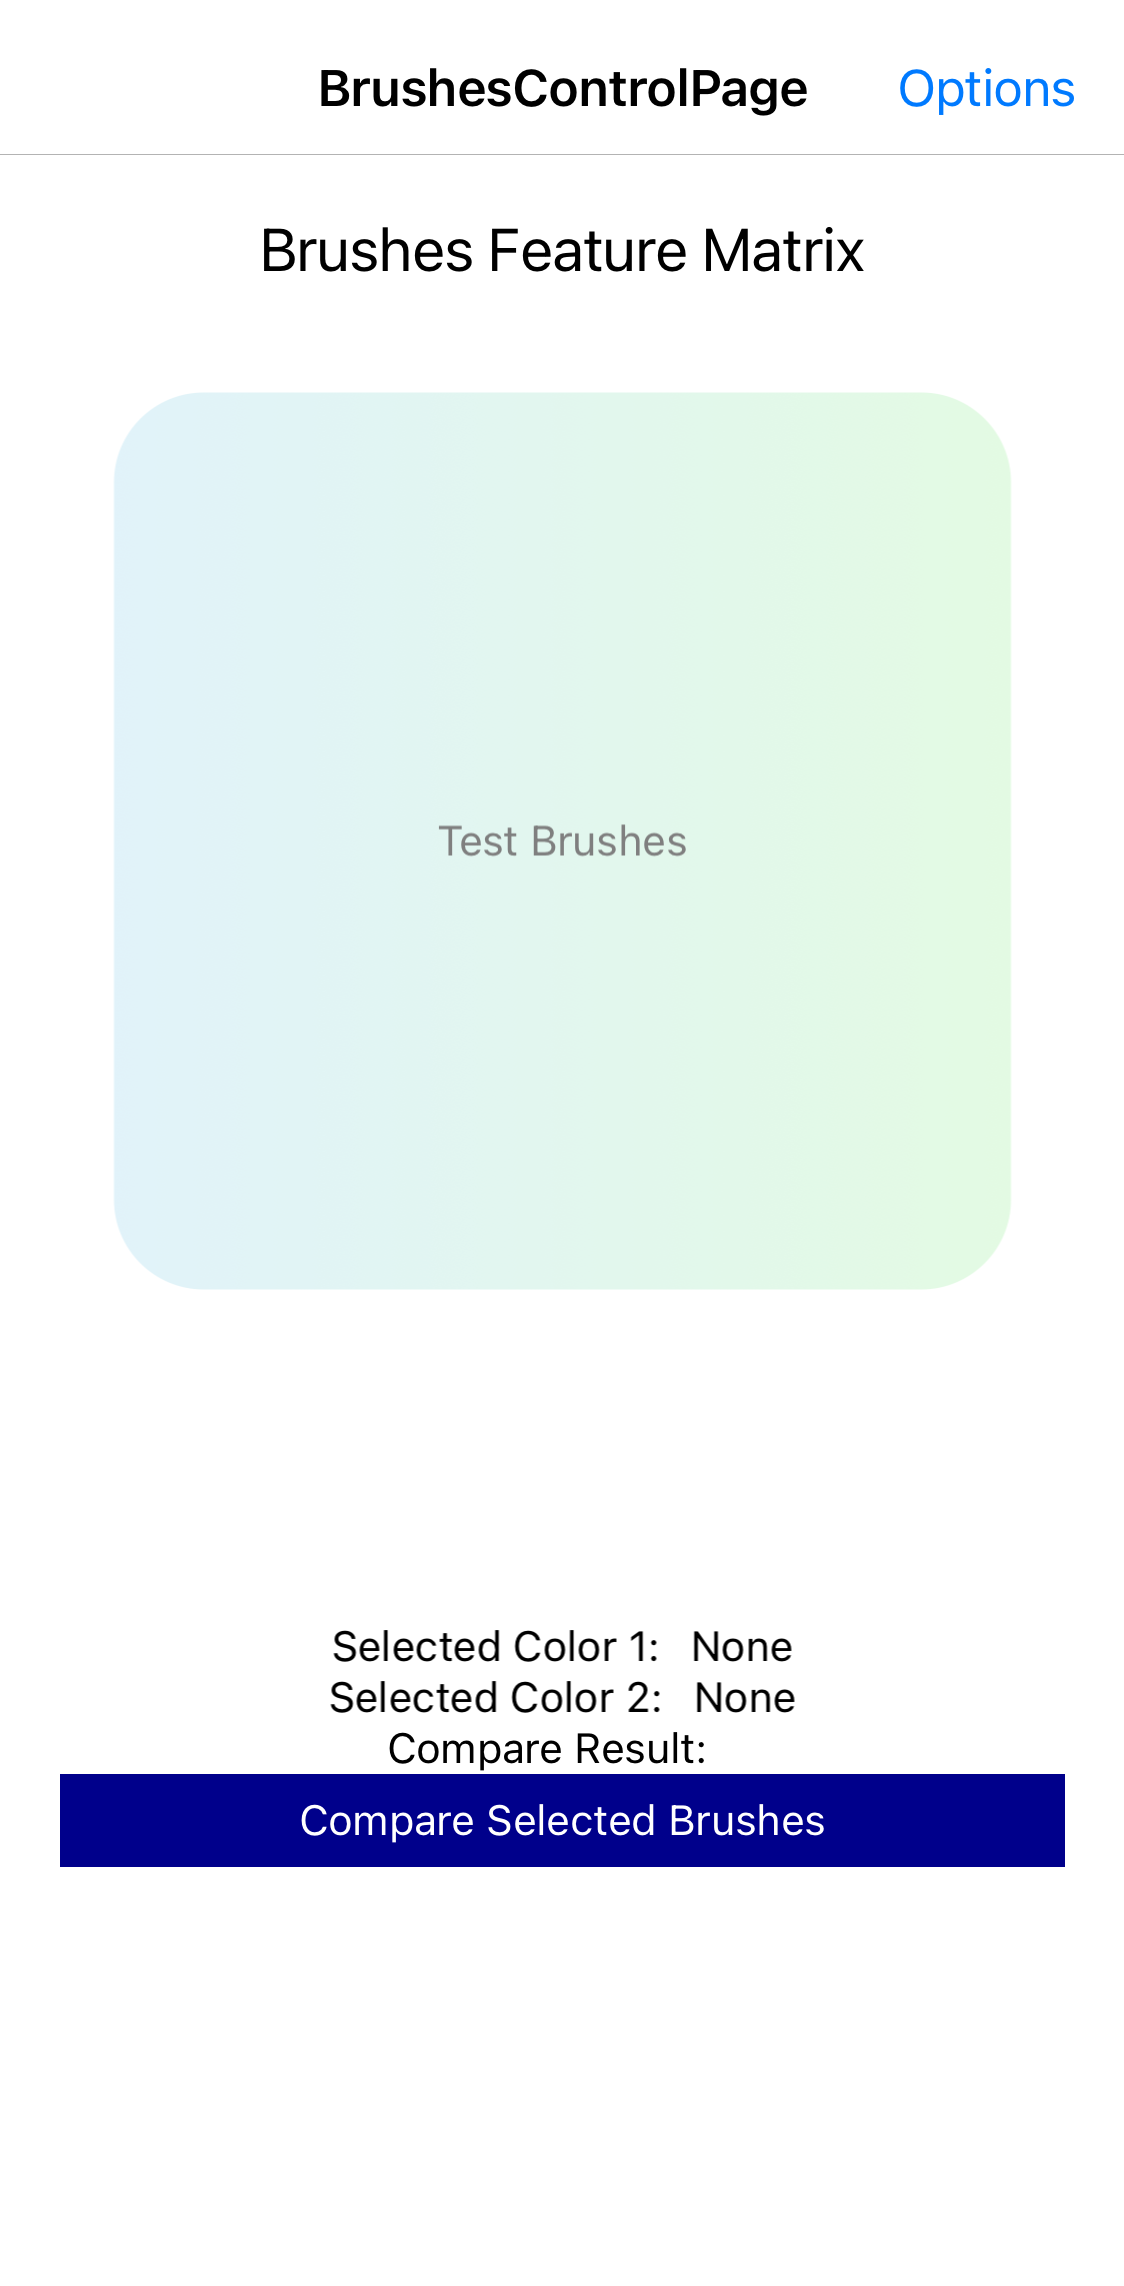 BrushesControlPage Options
Brushes Feature Matrix
Test Brushes
Selected Color 1: None
Selected Color 2: None
Compare Result:
Compare Selected Brushes